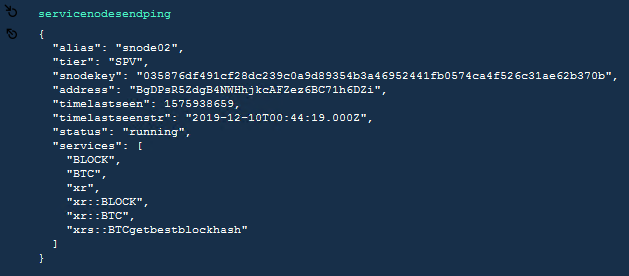 servicenodesendping
{
"alias": "snode02",
"tier": "SPV",
"snodekey": "035876df491cf28dc239c0a9d89354b3a46952441fb0574ca4f526c31ae62b370b",
"address": "BgDPsR5ZdgB4NWHhjkcAFZez6BC71h6DZi",
"timelastseen": 1575938659,
"timelastseenstr": "2019-12-10T00:44:19.000Z",
"status": "running",
"services": [
"BLOCK",
"BTC",
"xr",
"xr::BLOCK",
"xr::BTC",
"xrs::BTCgetbestblockhash"
]
}